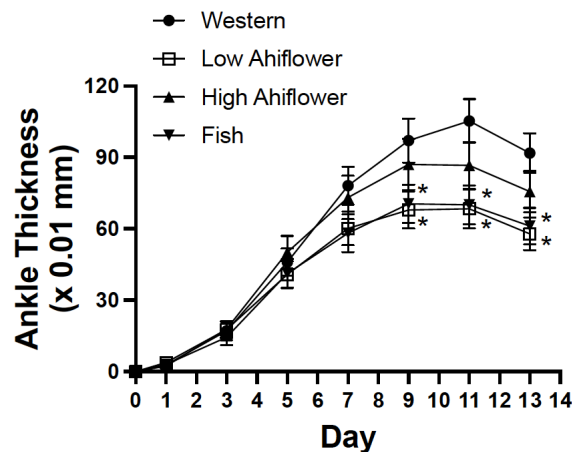 Western
Low Ahiflower
High Ahiflower
Fish
Ankle Thickness
(x 0.01 mm)
120
90
60
30
0
* *
* *
*
*
0 1 2 3 4 5 6 7 8 9 10 11 12 13 14
Day